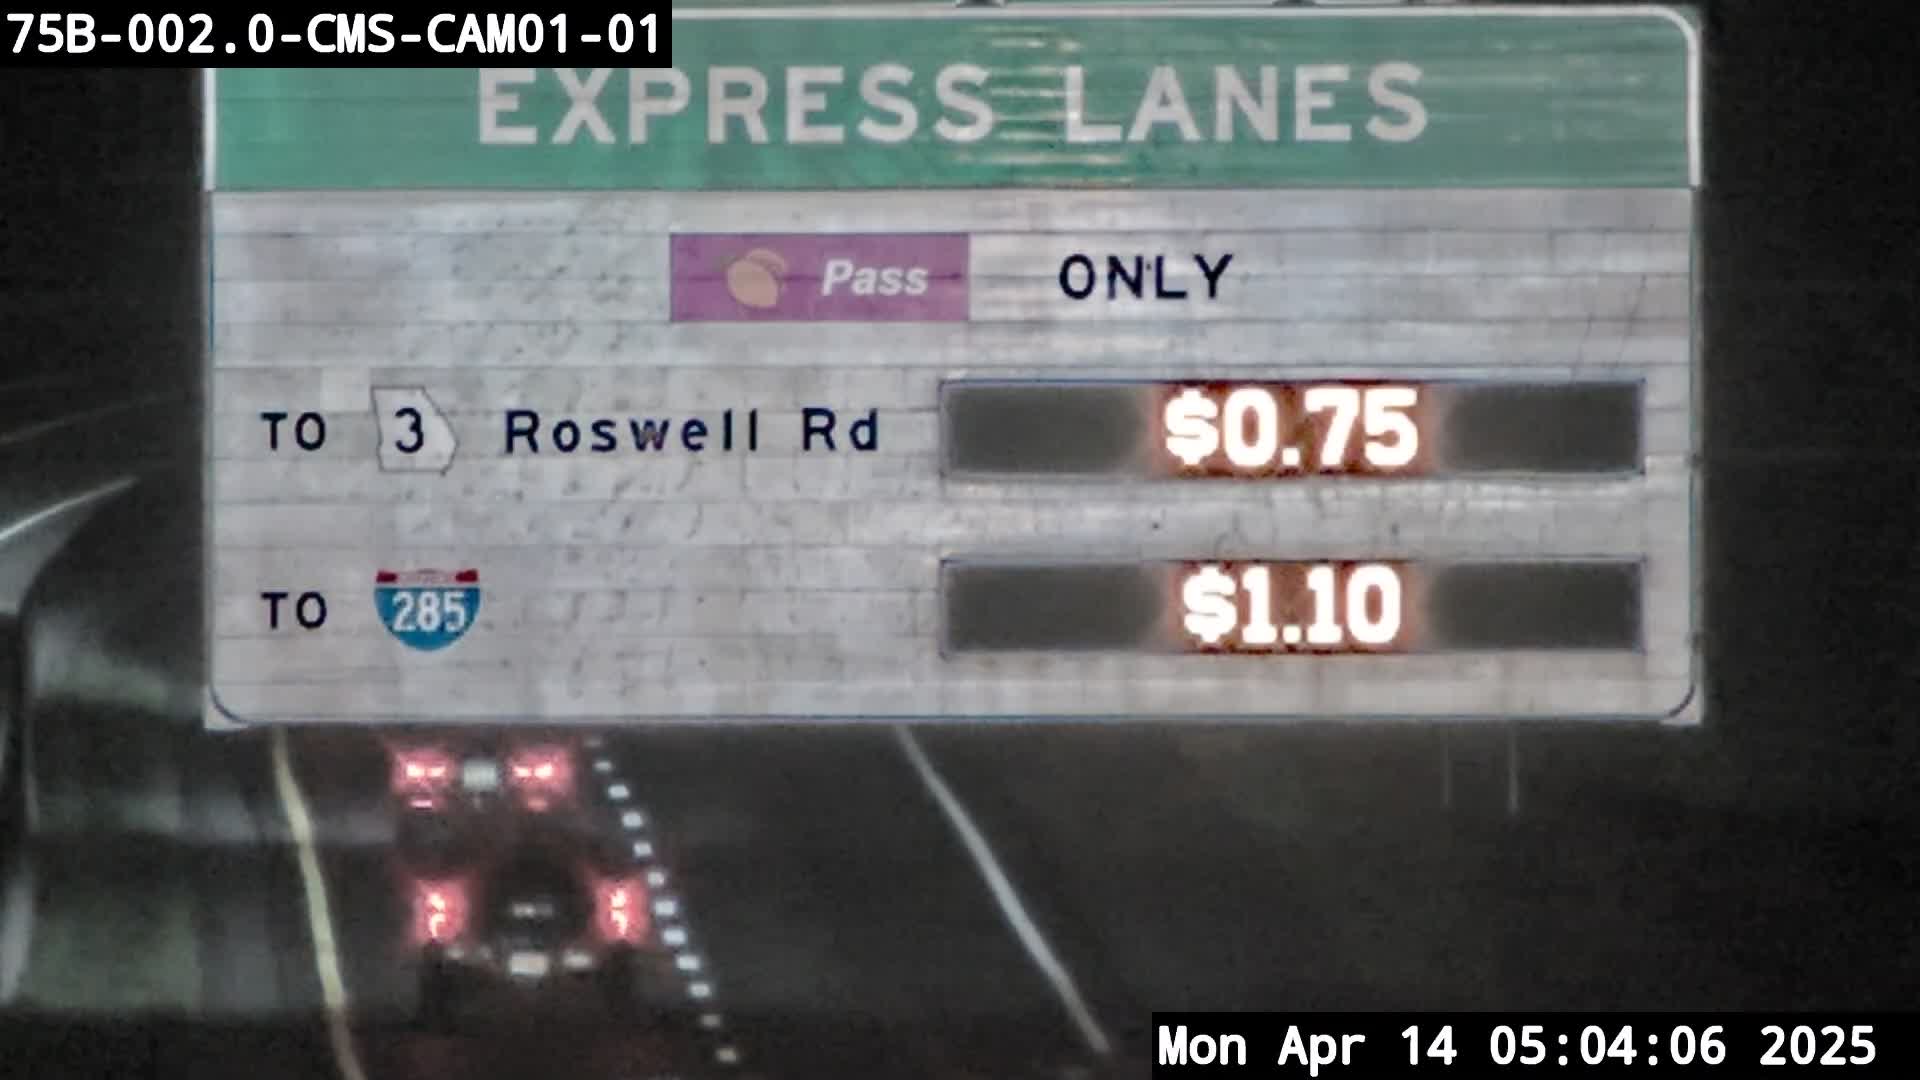 75B-002.0-CMS-CAM01-01
EXPRESS LANES
Pass ONLY
TO 3 Roswell Rd $0.75
TO 285 $1.10
Mon Apr 14 05:04:06 2025